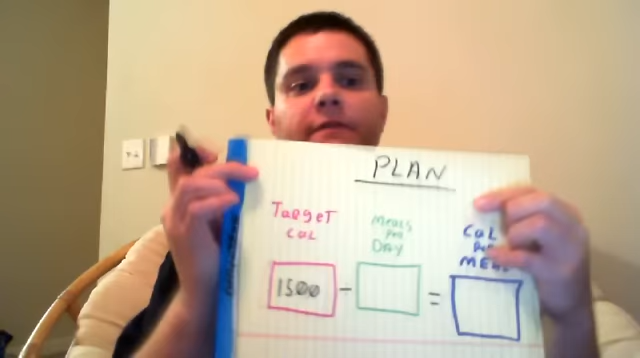 PLAN
TaRgeT
CaL
MeaLs
PeR
DAY
CaL
PeR
MEAL
1500 - =